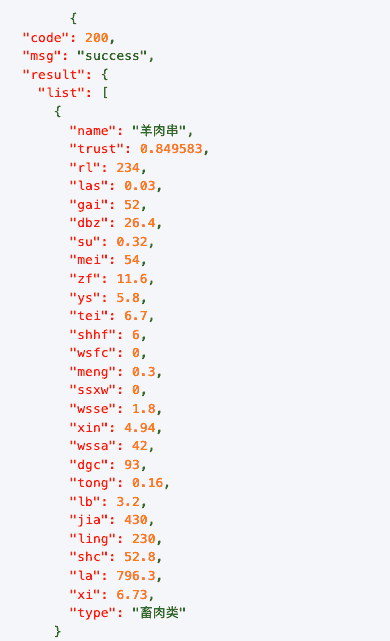 {
"code": 200,
"msg": "success",
"result": {
"list": [
{
"name": "羊肉串",
"trust": 0.849583,
"rl": 234,
"las": 0.03,
"gai": 52,
"dbz": 26.4,
"su": 0.32,
"mei": 54,
"zf": 11.6,
"ys": 5.8,
"tei": 6.7,
"shhf": 6,
"wsfc": 0,
"meng": 0.3,
"ssxw": 0,
"wsse": 1.8,
"xin": 4.94,
"wssa": 42,
"dgc": 93,
"tong": 0.16,
"lb": 3.2,
"jia": 430,
"ling": 230,
"shc": 52.8,
"la": 796.3,
"xi": 6.73,
"type": "畜肉类"
}